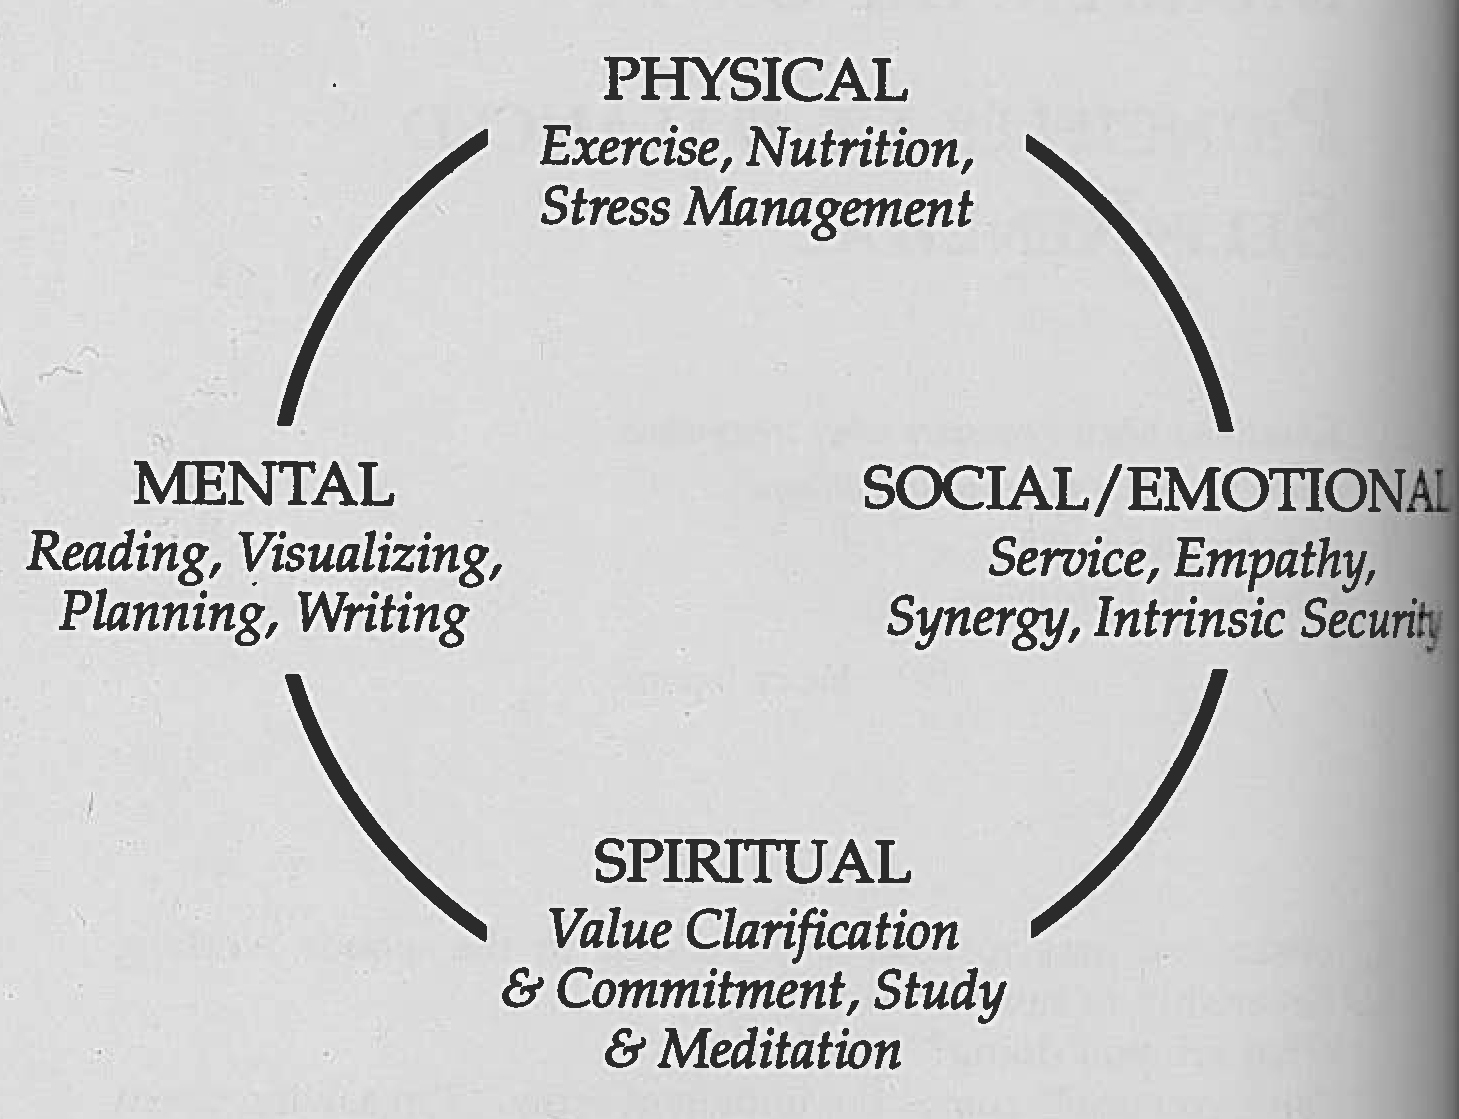 PHYSICAL
Exercise, Nutrition,
Stress Management
MENTAL
Reading, Visualizing,
Planning, Writing
SOCIAL/EMOTIONAL
Service, Empathy,
Synergy, Intrinsic Security
SPIRITUAL
Value Clarification
& Commitment, Study
& Meditation